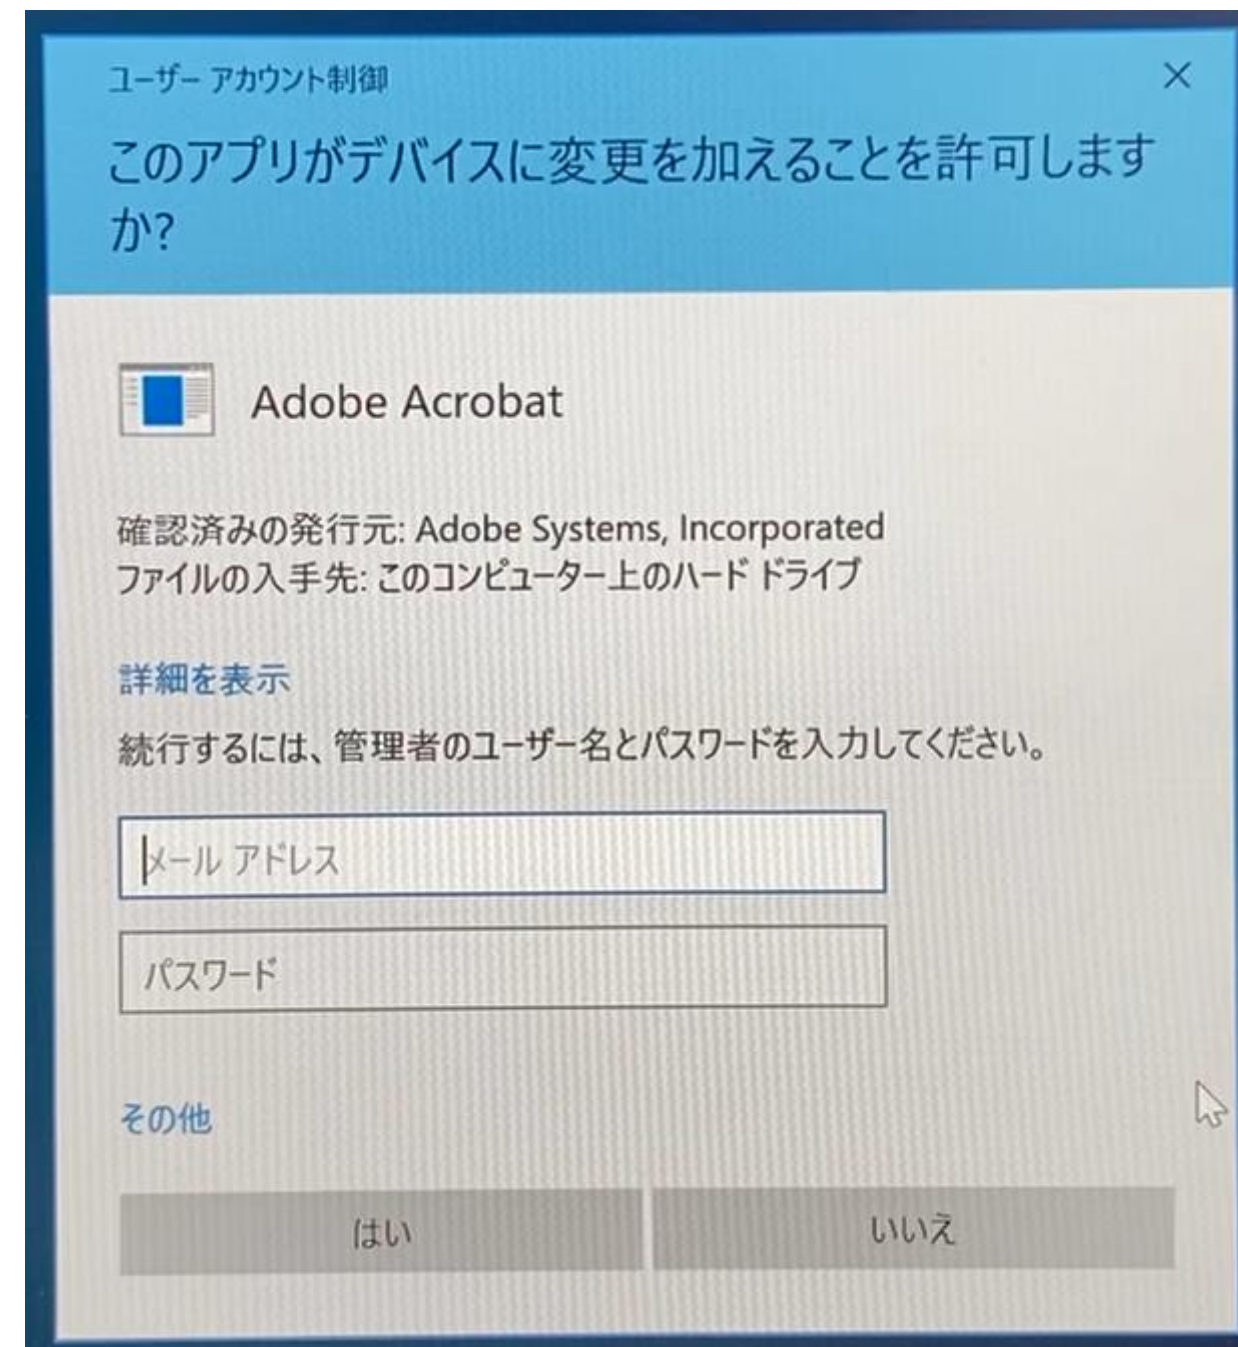 ユーザー アカウント制御
このアプリがデバイスに変更を加えることを許可します
か?
Adobe Acrobat
確認済みの発行元: Adobe Systems, Incorporated
ファイルの入手先: このコンピューター上のハード ドライブ
詳細を表示
続行するには、管理者のユーザー名とパスワードを入力してください。
メール アドレス
パスワード
その他
はい
いいえ